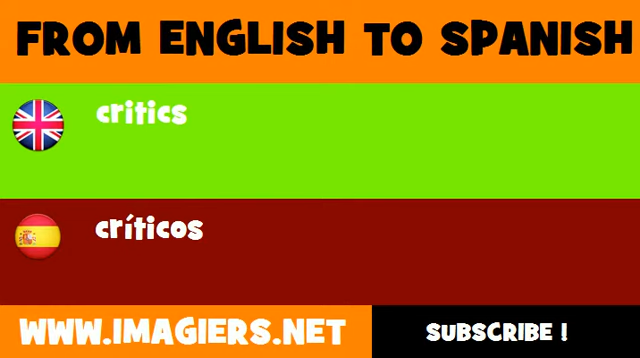 FROM ENGLISH TO SPANISH
critics
críticos
WWW.IMAGIERS.NET
SUBSCRIBE !